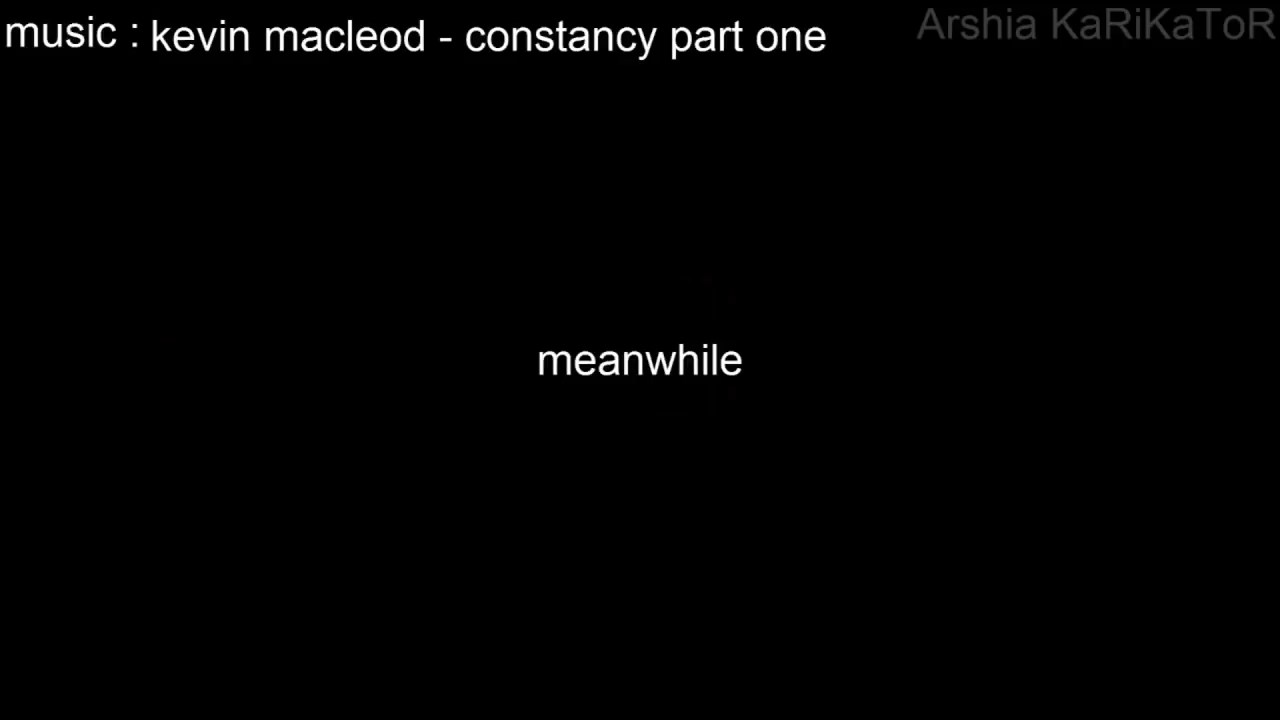 music : kevin macleod - constancy part one
Arshia KaRiKaToR
meanwhile